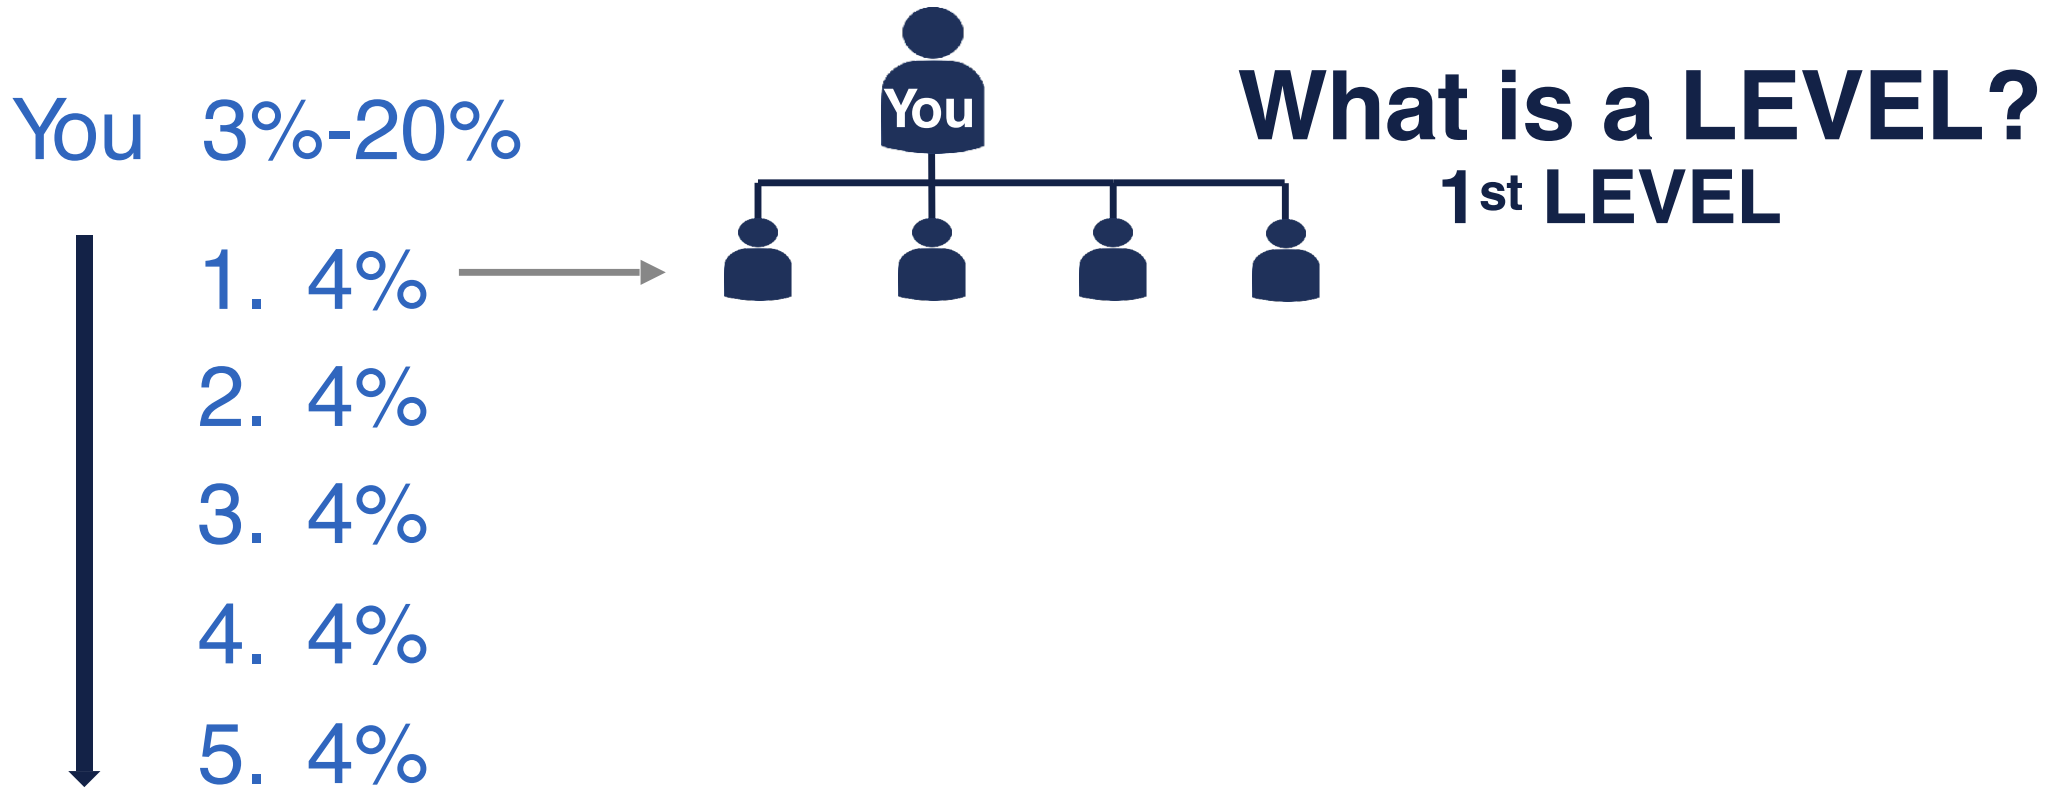 You 3%-20%
1. 4%
2. 4%
3. 4%
4. 4%
5. 4%
You
What is a LEVEL?
1st LEVEL